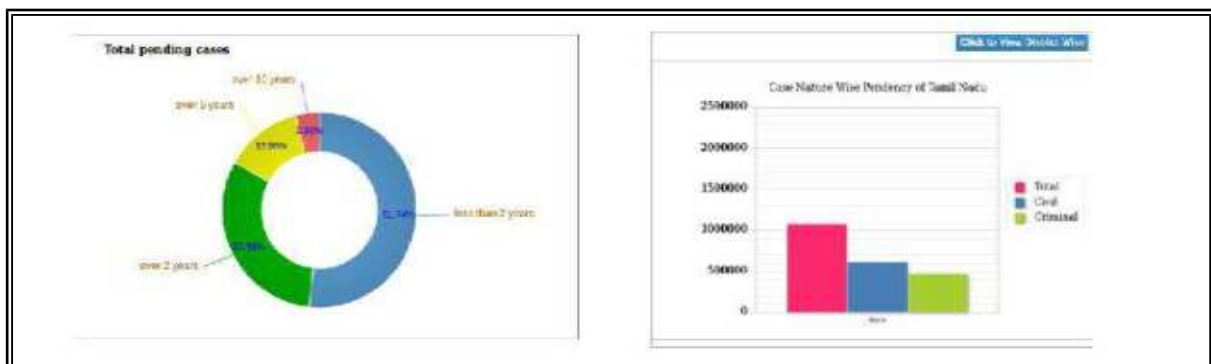 Total pending cases
over 10 years
over 5 years
less than 2 years
over 2 years
Click to View District Wise
Case Nature Wise Pendency of Tamil Nadu
2500000
2000000
1500000
1000000
500000
0
Total
Civil
Criminal